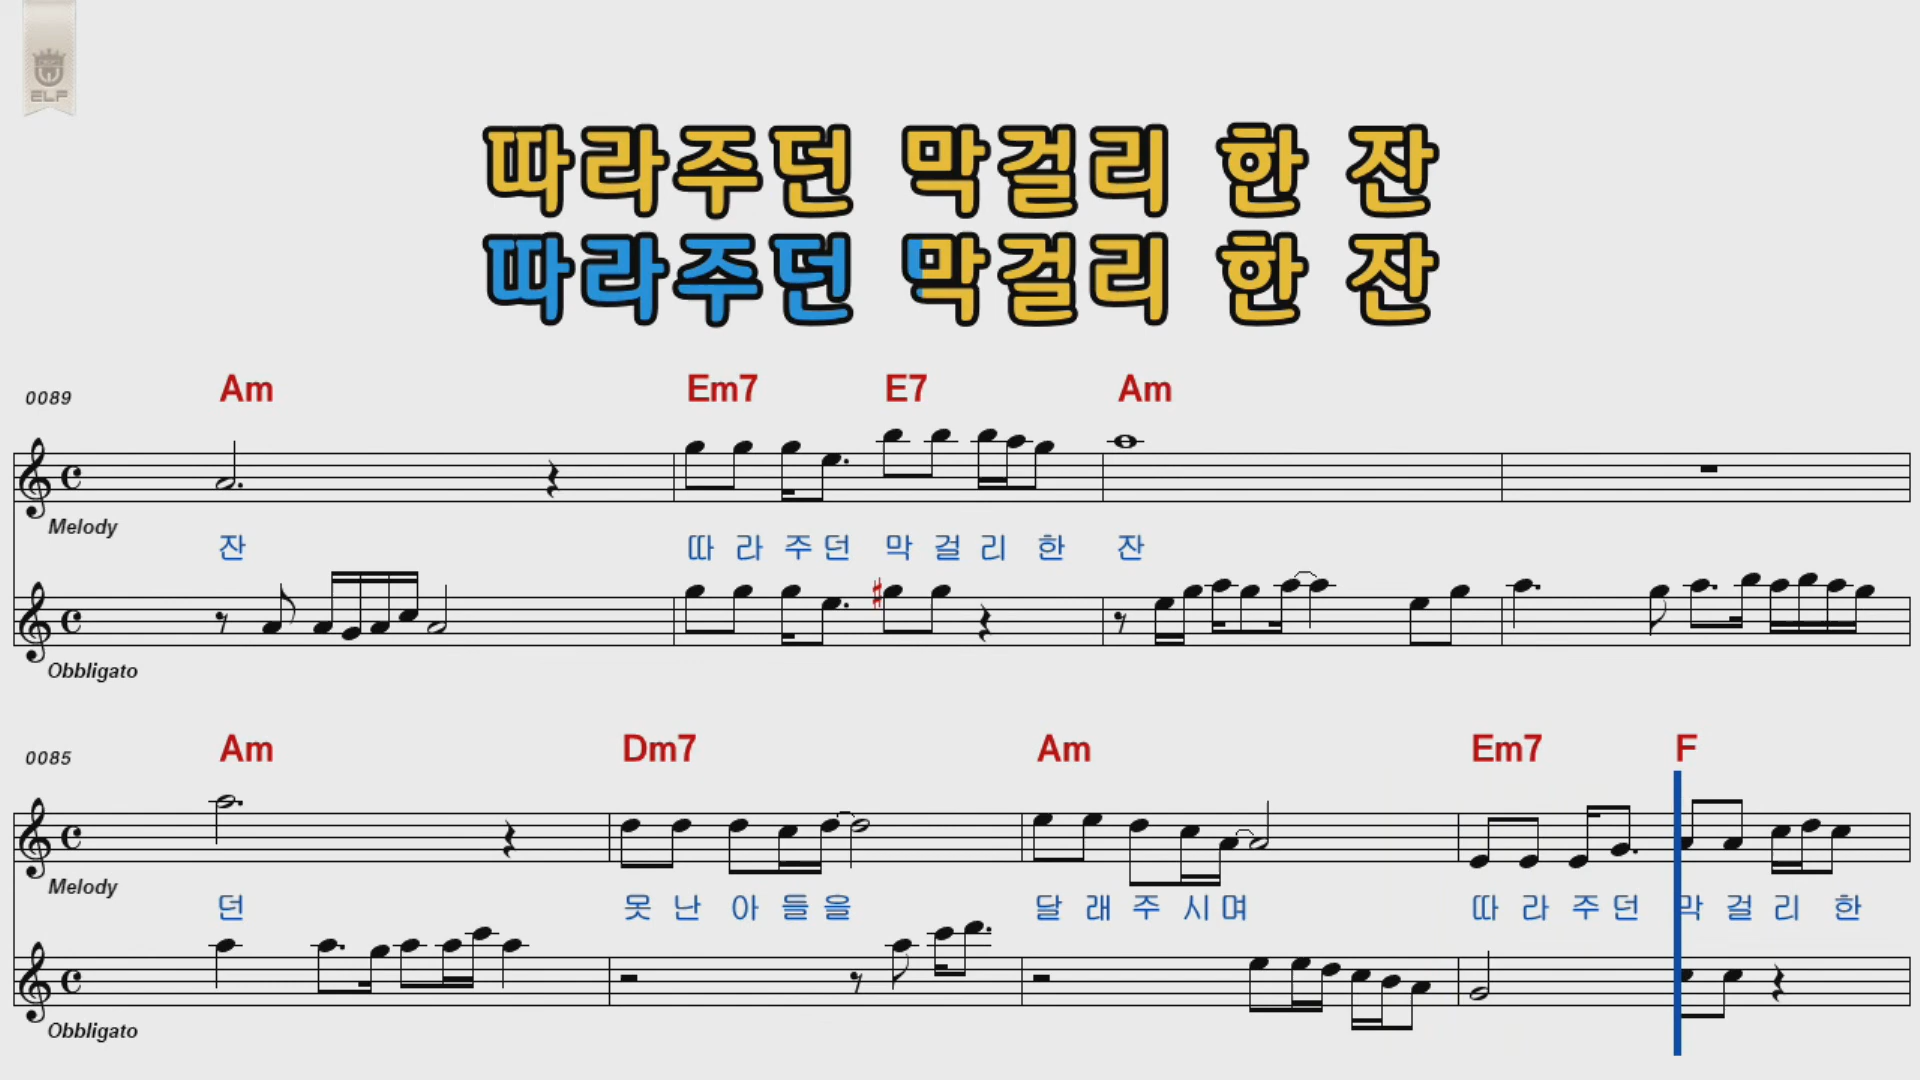 ELF
따라주던 막걸리 한 잔
따라주던 막걸리 한 잔
0089 Am Em7 E7 Am
Melody
잔 따 라 주 던 막 걸 리 한 잔
Obbligato
0085 Am Dm7 Am Em7 F
Melody
던 못 난 아 들 을 달 래 주 시 며 따 라 주 던 막 걸 리 한
Obbligato